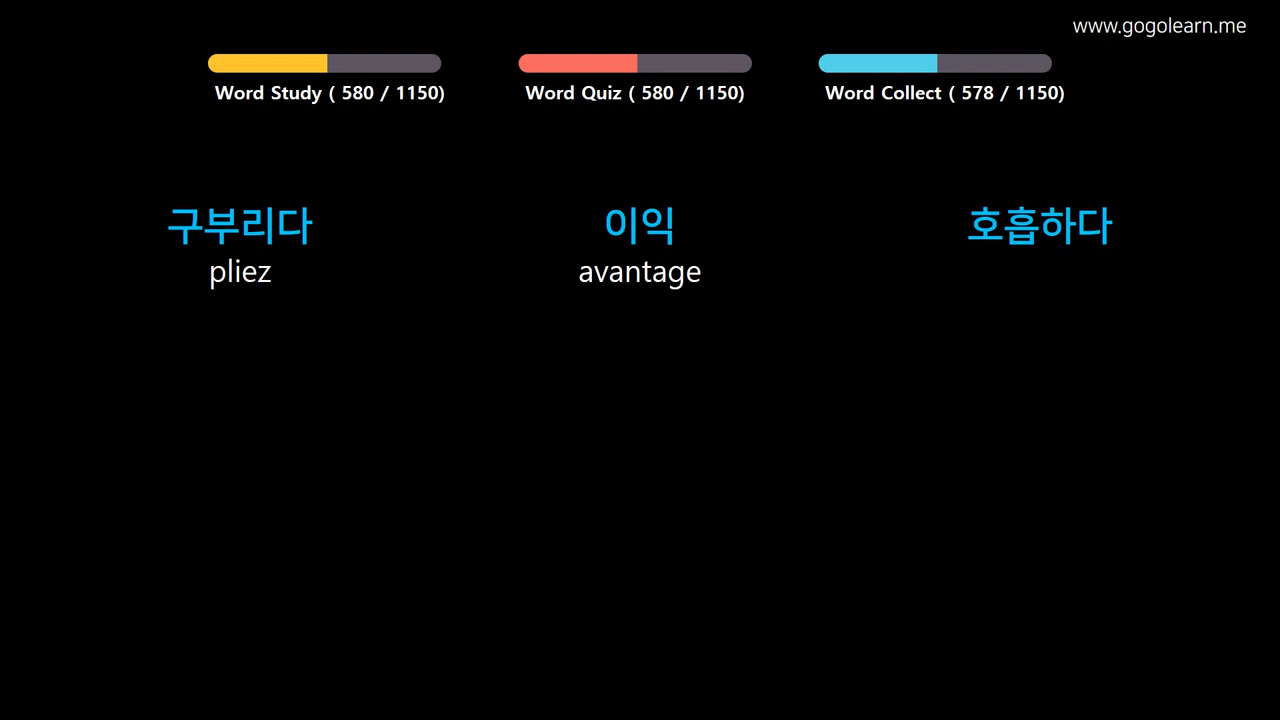 www.gogolearn.me
Word Study ( 580 / 1150)
Word Quiz ( 580 / 1150)
Word Collect ( 578 / 1150)
구부리다
pliez
이익
avantage
호흡하다